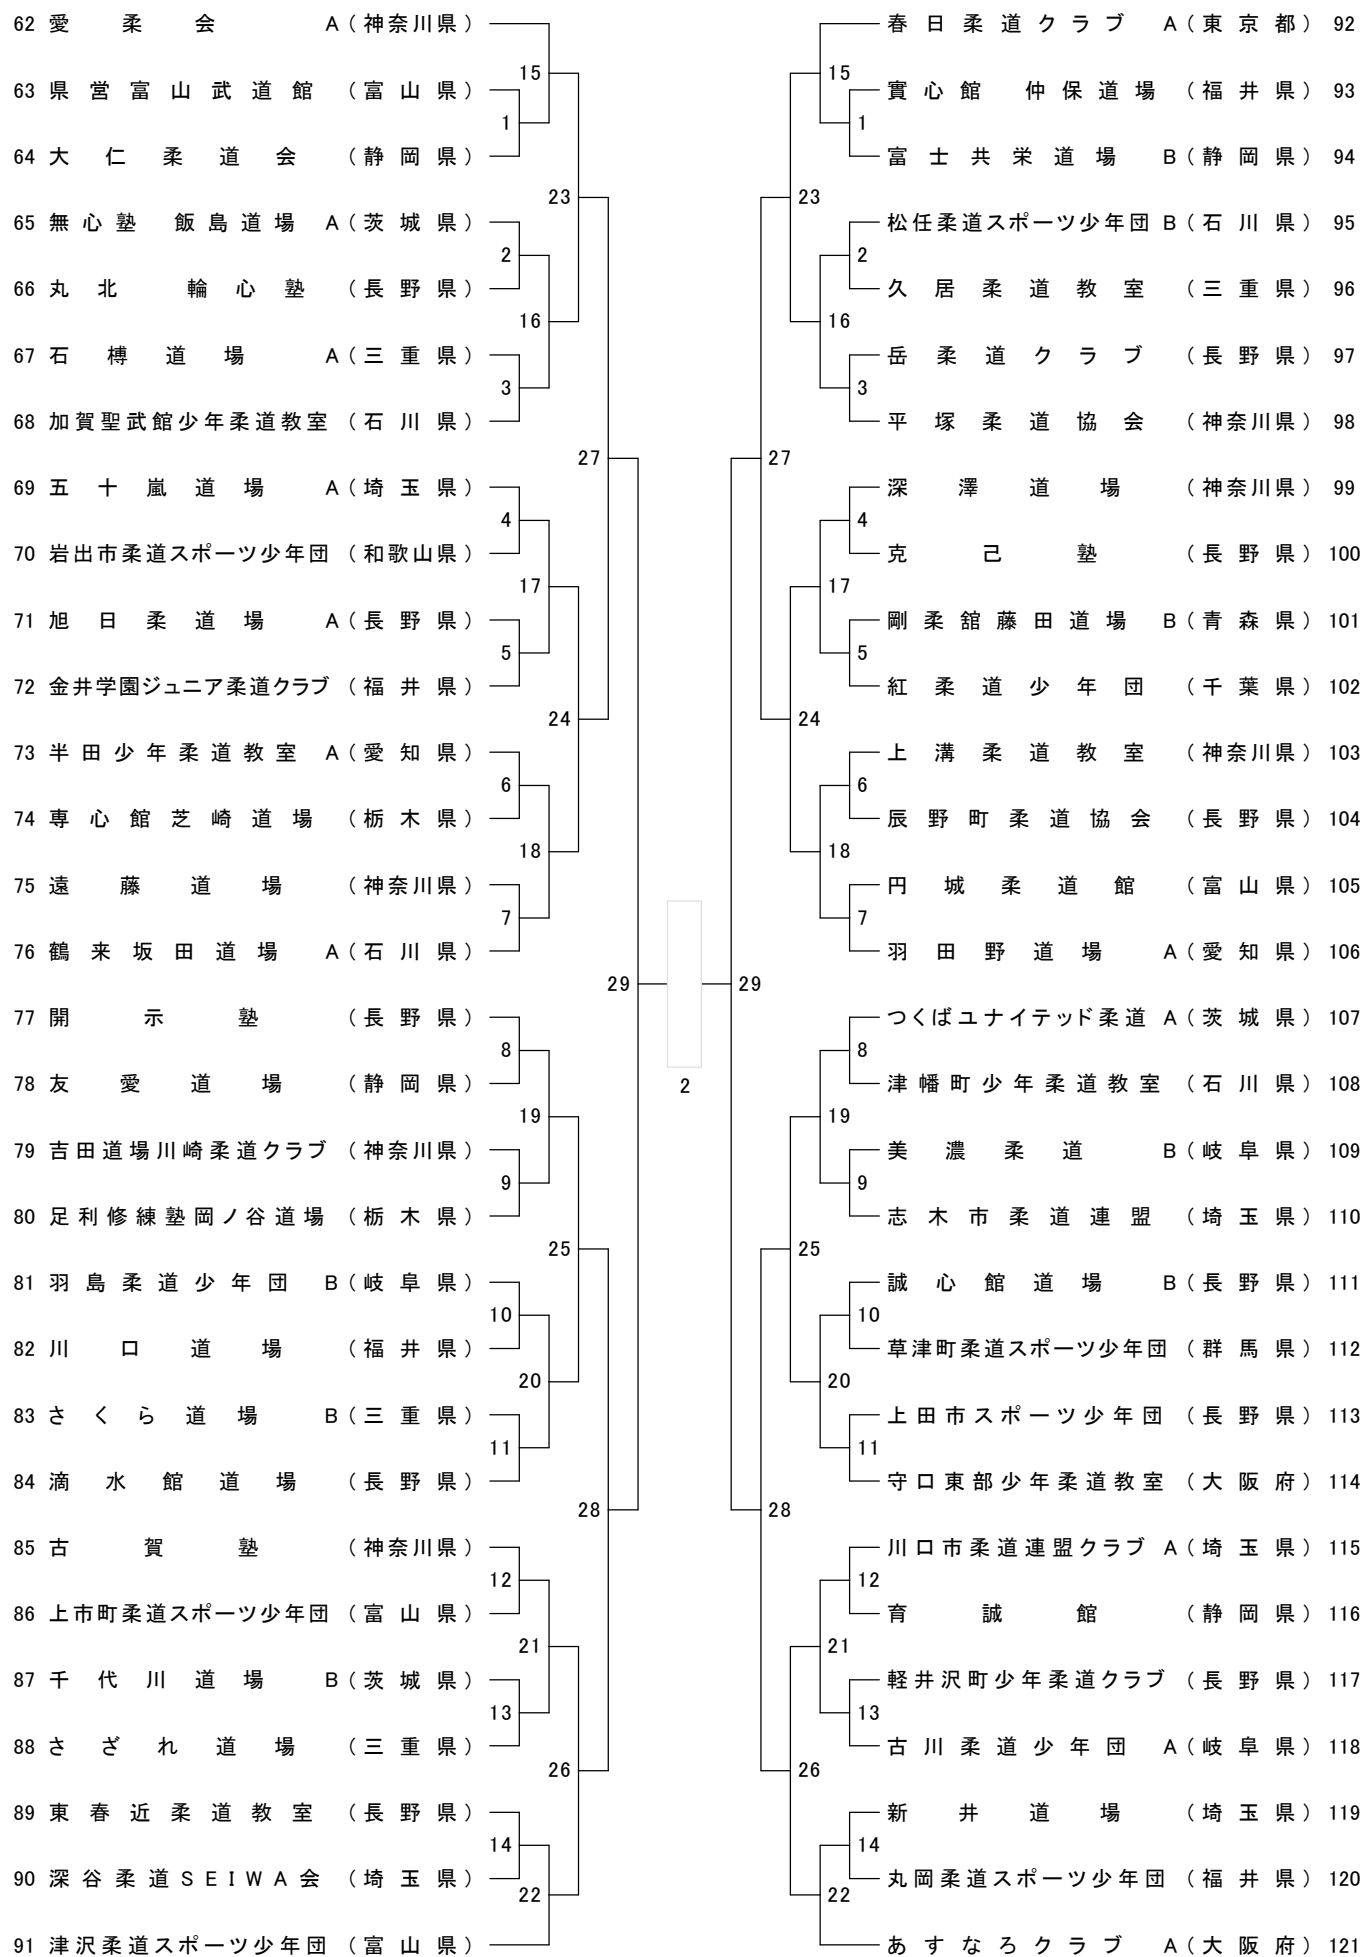 62 愛柔会 A（神奈川県）
15
63 県営富山武道館（富山県）
1
64 大仁柔道会（静岡県）
23
65 無心塾 飯島道場 A（茨城県）
2
66 丸北 輪心塾（長野県）
16
67 石榑道場 A（三重県）
3
68 加賀聖武館少年柔道教室（石川県）
27
69 五十嵐道場 A（埼玉県）
4
70 岩出市柔道スポーツ少年団（和歌山県）
17
71 旭日柔道場 A（長野県）
5
72 金井学園ジュニア柔道クラブ（福井県）
24
73 半田少年柔道教室 A（愛知県）
6
74 専心館芝崎道場（栃木県）
18
75 遠藤道場（神奈川県）
7
76 鶴来坂田道場 A（石川県）
29
77 開示塾（長野県）
8
78 友愛道場（静岡県）
19
79 吉田道場川崎柔道クラブ（神奈川県）
9
80 足利修練塾岡ノ谷道場（栃木県）
25
81 羽島柔道少年団 B（岐阜県）
10
82 川口道場（福井県）
20
83 さくら道場 B（三重県）
11
84 滴水館道場（長野県）
28
85 古賀塾（神奈川県）
12
86 上市町柔道スポーツ少年団（富山県）
21
87 千代川道場 B（茨城県）
13
88 さざれ道場（三重県）
26
89 東春近柔道教室（長野県）
14
90 深谷柔道SEIWA会（埼玉県）
22
91 津沢柔道スポーツ少年団（富山県）
2
春日柔道クラブ A（東京都）92
15
實心館 仲保道場（福井県）93
1
富士共栄道場 B（静岡県）94
23
松任柔道スポーツ少年団 B（石川県）95
2
久居柔道教室（三重県）96
16
岳柔道クラブ（長野県）97
3
平塚柔道協会（神奈川県）98
27
深澤道場（神奈川県）99
4
克己塾（長野県）100
17
剛柔舘藤田道場 B（青森県）101
5
紅柔道少年団（千葉県）102
24
上溝柔道教室（神奈川県）103
6
辰野町柔道協会（長野県）104
18
円城柔道館（富山県）105
7
羽田野道場 A（愛知県）106
29
つくばユナイテッド柔道 A（茨城県）107
8
津幡町少年柔道教室（石川県）108
19
美濃柔道 B（岐阜県）109
9
志木市柔道連盟（埼玉県）110
25
誠心館道場 B（長野県）111
10
草津町柔道スポーツ少年団（群馬県）112
20
上田市スポーツ少年団（長野県）113
11
守口東部少年柔道教室（大阪府）114
28
川口市柔道連盟クラブ A（埼玉県）115
12
育誠館（静岡県）116
21
軽井沢町少年柔道クラブ（長野県）117
13
古川柔道少年団 A（岐阜県）118
26
新井道場（埼玉県）119
14
丸岡柔道スポーツ少年団（福井県）120
22
あすなろクラブ A（大阪府）121